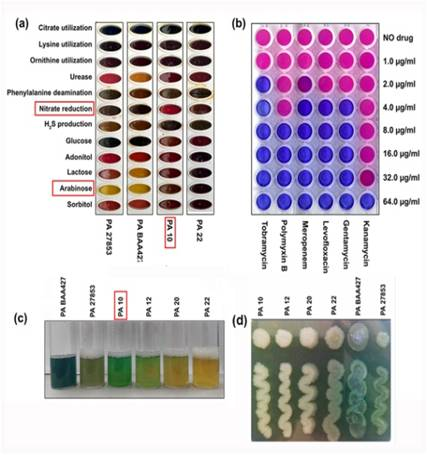 (a)
Citrate utilization
Lysine utilization
Ornithine utilization
Urease
Phenylalanine deamination
Nitrate reduction
H₂S production
Glucose
Adonitol
Lactose
Arabinose
Sorbitol
PA 27853
PA BAA427
PA 10
PA 22
(b)
NO drug
1.0 µg/ml
2.0 µg/ml
4.0 µg/ml
8.0 µg/ml
16.0 µg/ml
32.0 µg/ml
64.0 µg/ml
Tobramycin
Polymyxin B
Meropenem
Levofloxacin
Gentamycin
Kanamycin
(c)
PA BAA427
PA 27853
PA 10
PA 12
PA 20
PA 22
(d)
PA 10
PA 12
PA 20
PA 22
PA BAA427
PA 27853